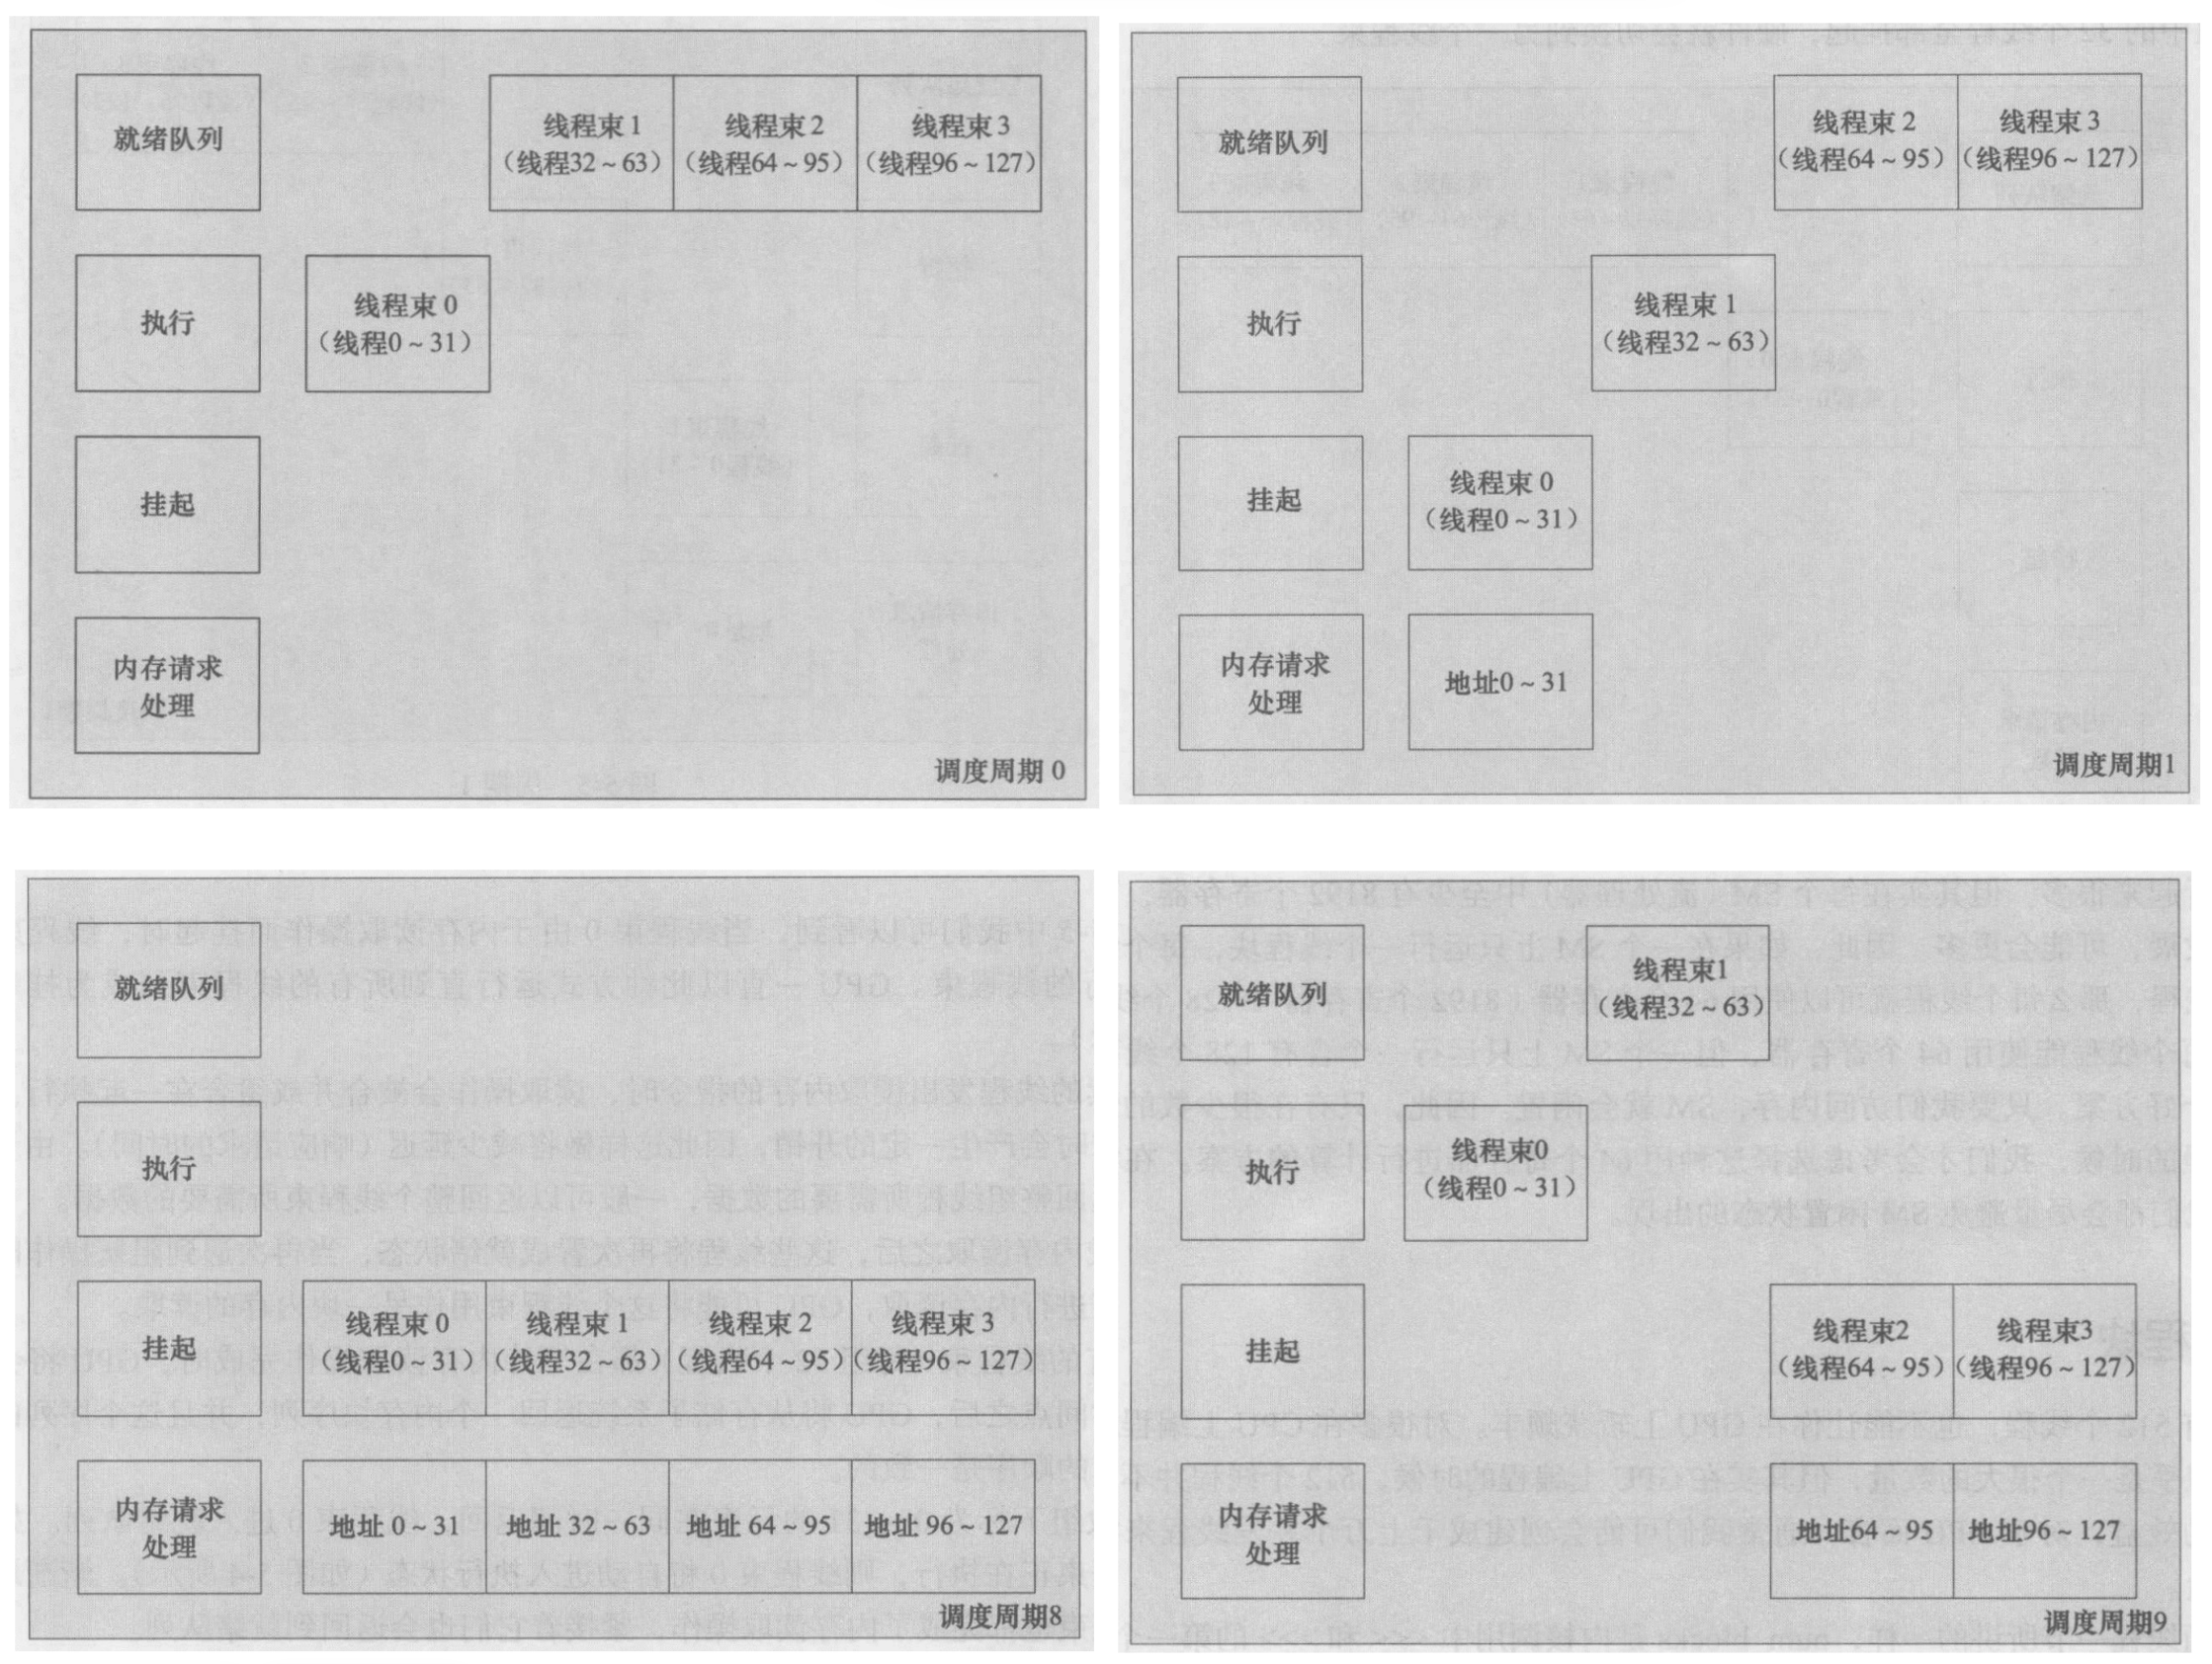 就绪队列
线程束 1
(线程32～63)
线程束 2
(线程64～95)
线程束 3
(线程96～127)
执行
线程束 0
(线程0～31)
挂起
内存请求
处理
调度周期 0
就绪队列
线程束 2
(线程64～95)
线程束 3
(线程96～127)
执行
线程束 1
(线程32～63)
挂起
线程束 0
(线程0～31)
内存请求
处理
地址0～31
调度周期1
就绪队列
执行
挂起
线程束 0
(线程0～31)
线程束 1
(线程32～63)
线程束 2
(线程64～95)
线程束 3
(线程96～127)
内存请求
处理
地址 0～31
地址 32～63
地址 64～95
地址 96～127
调度周期8
就绪队列
线程束1
(线程32～63)
执行
线程束0
(线程0～31)
挂起
线程束2
(线程64～95)
线程束3
(线程96～127)
内存请求
处理
地址64～95
地址96～127
调度周期9